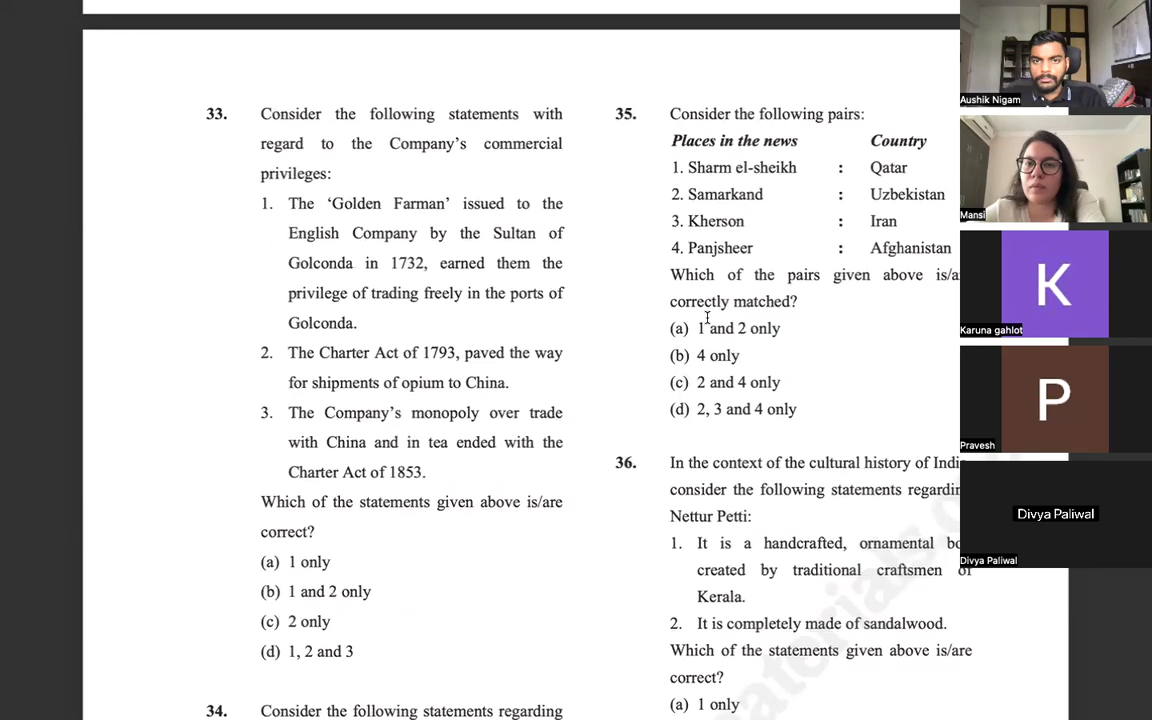 33. Consider the following statements with
regard to the Company's commercial
privileges:
1. The 'Golden Farman' issued to the
English Company by the Sultan of
Golconda in 1732, earned them the
privilege of trading freely in the ports of
Golconda.
2. The Charter Act of 1793, paved the way
for shipments of opium to China.
3. The Company's monopoly over trade
with China and in tea ended with the
Charter Act of 1853.
Which of the statements given above is/are
correct?
(a) 1 only
(b) 1 and 2 only
(c) 2 only
(d) 1, 2 and 3
34. Consider the following statements regarding
35. Consider the following pairs:
Places in the news Country
1. Sharm el-sheikh : Qatar
2. Samarkand : Uzbekistan
3. Kherson : Iran
4. Panjsheer : Afghanistan
Which of the pairs given above
correctly matched?
(a) 1 and 2 only
(b) 4 only
(c) 2 and 4 only
(d) 2, 3 and 4 only
36. In the context of the cultural history of
consider the following statements
Nettur Petti:
1. It is a handcrafted, ornamental
created by traditional craftsmen of
Kerala.
2. It is completely made of sandalwood.
Which of the statements given above is/are
correct?
(a) 1 only
Aushik Nigam
Mansi
K
Karuna gahlot
P
Pravesh
Divya Paliwal
Divya Paliwal